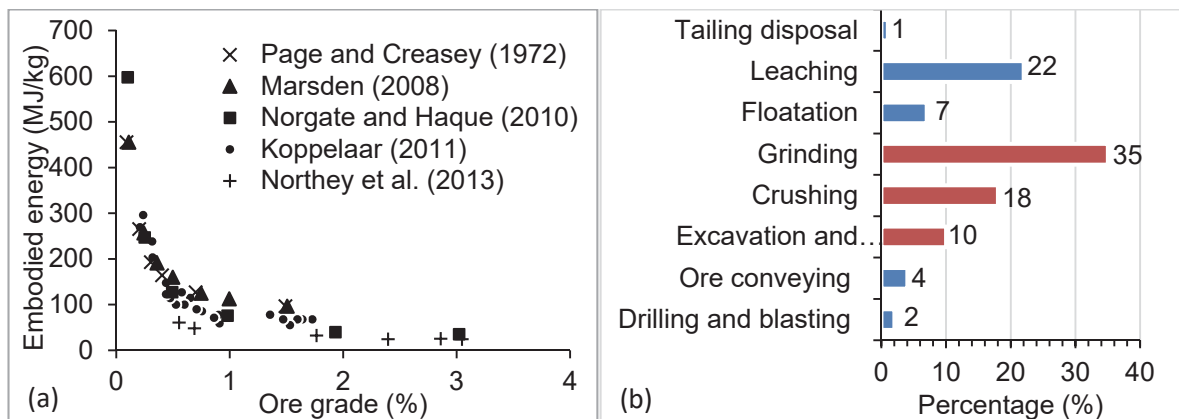 700
600
500
400
300
200
100
0
Embodied energy (MJ/kg)
Page and Creasey (1972)
Marsden (2008)
Norgate and Haque (2010)
Koppelaar (2011)
Northey et al. (2013)
0 1 2 3 4
(a) Ore grade (%)
Tailing disposal 1
Leaching 22
Floatation 7
Grinding 35
Crushing 18
Excavation and… 10
Ore conveying 4
Drilling and blasting 2
0 10 20 30 40
(b) Percentage (%)